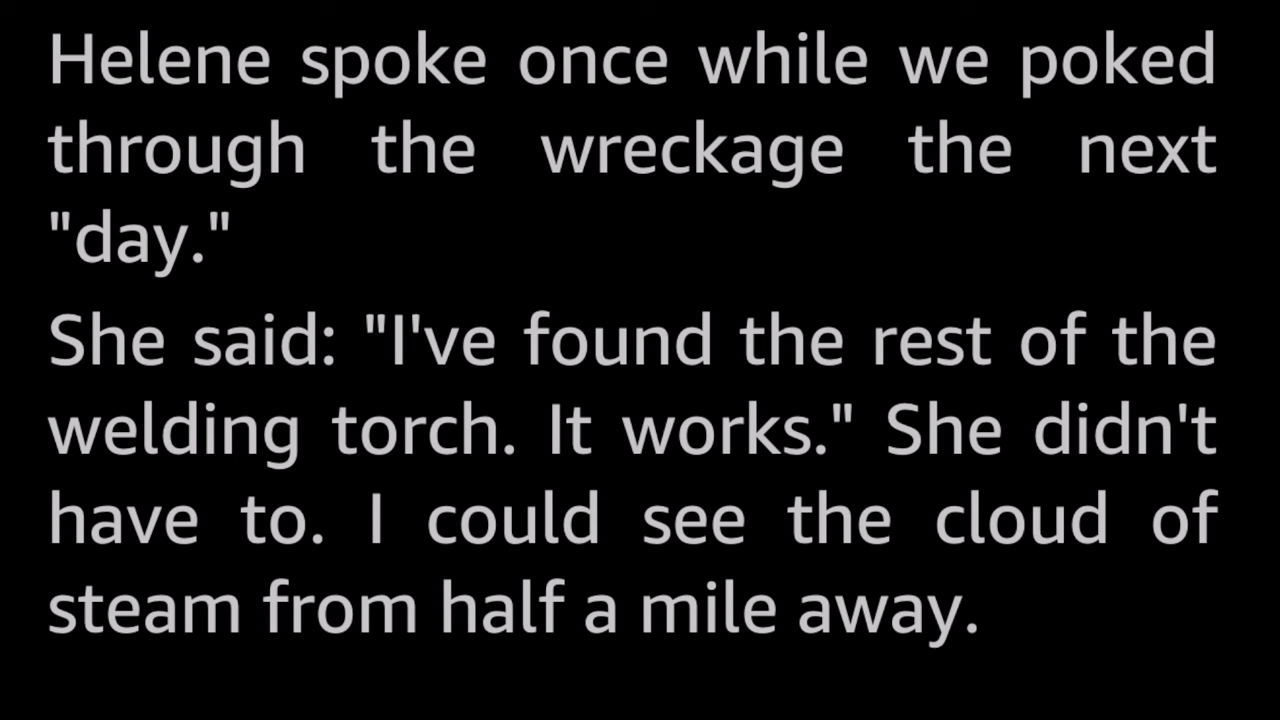 Helene spoke once while we poked
through the wreckage the next
"day."
She said: "I've found the rest of the
welding torch. It works." She didn't
have to. I could see the cloud of
steam from half a mile away.